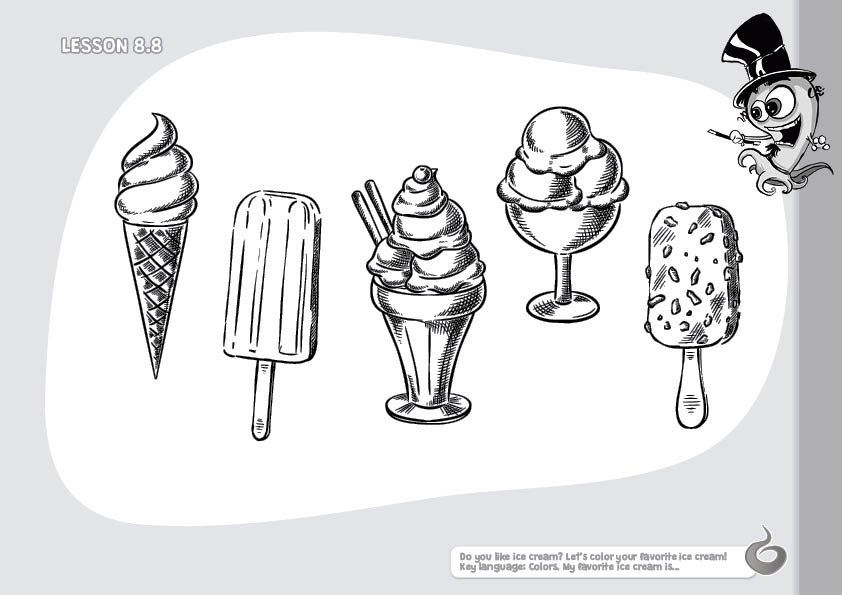 LESSON 8.8
Do you like ice cream? Let's color your favorite ice cream!
Key language: Colors. My favorite ice cream is...